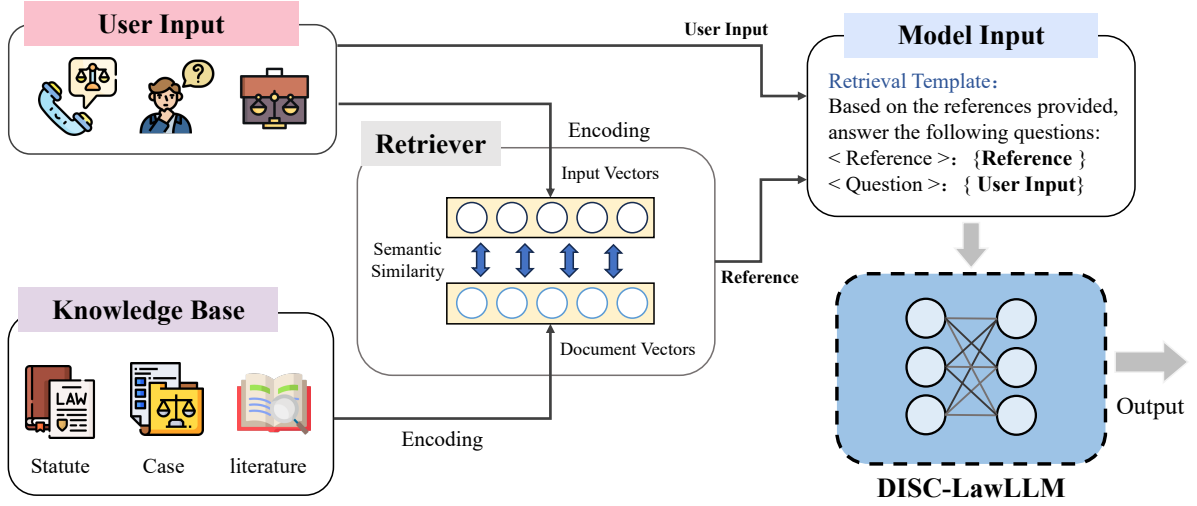 User Input
User Input
Model Input
Retrieval Template：
Based on the references provided,
answer the following questions:
< Reference >： {Reference }
< Question >： { User Input}
Encoding
Retriever
Input Vectors
Semantic
Similarity
Reference
Document Vectors
Knowledge Base
LAW
Statute
Case
literature
Encoding
Output
DISC-LawLLM